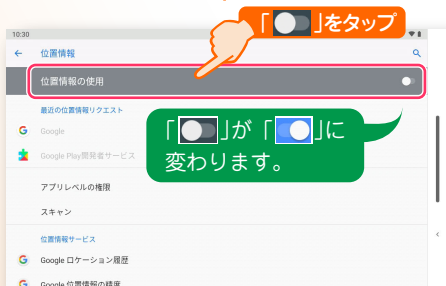 「 」をタップ
10:30
位置情報
位置情報の使用
最近の位置情報リクエスト
Google
Google Play開発者サービス
「 」が「 」に
変わります。
アプリレベルの権限
スキャン
位置情報サービス
Google ロケーション履歴
Google 位置情報の精度